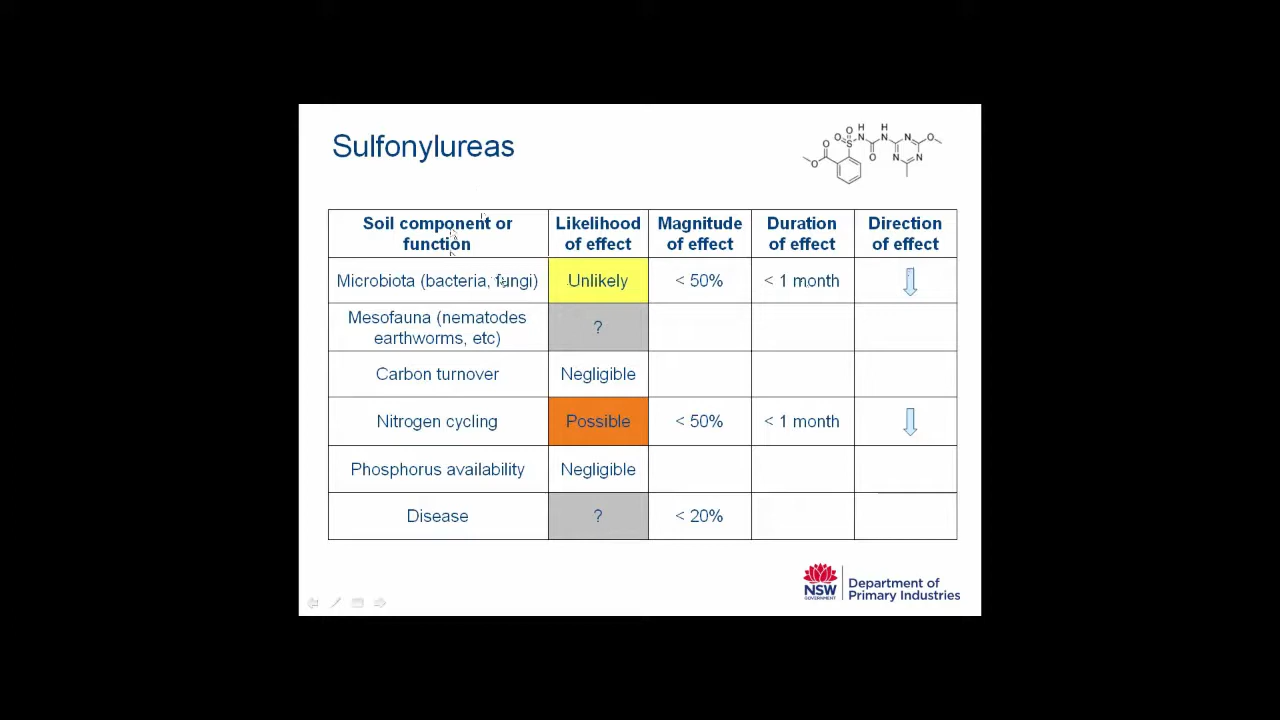 Sulfonylureas
O O H H N O
O S N N N O
O O N N
Soil component or function
Likelihood of effect
Magnitude of effect
Duration of effect
Direction of effect
Microbiota (bacteria, fungi)
Unlikely
< 50%
< 1 month
Mesofauna (nematodes
earthworms, etc)
?
Carbon turnover
Negligible
Nitrogen cycling
Possible
< 50%
< 1 month
Phosphorus availability
Negligible
Disease
?
< 20%
NSW
GOVERNMENT
Department of
Primary Industries